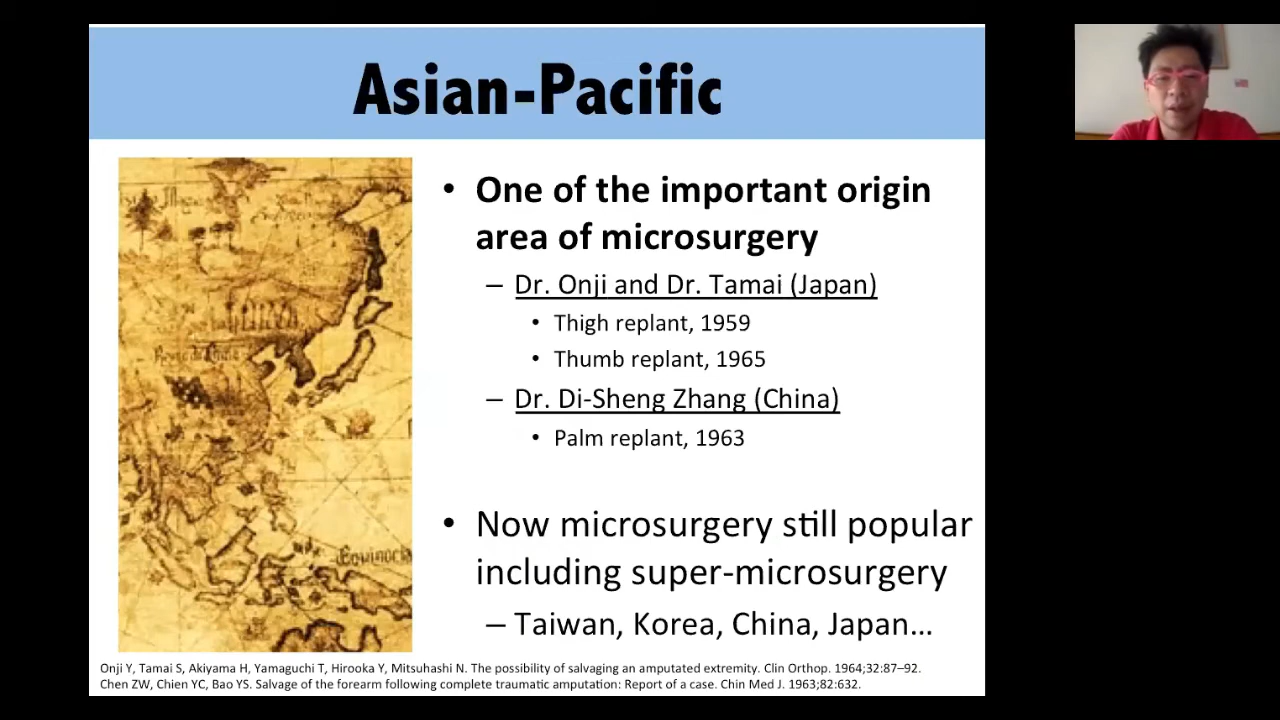 Asian-Pacific
• One of the important origin
area of microsurgery
– Dr. Onji and Dr. Tamai (Japan)
• Thigh replant, 1959
• Thumb replant, 1965
– Dr. Di-Sheng Zhang (China)
• Palm replant, 1963
• Now microsurgery still popular
including super-microsurgery
– Taiwan, Korea, China, Japan…
Onji Y, Tamai S, Akiyama H, Yamaguchi T, Hirooka Y, Mitsuhashi N. The possibility of salvaging an amputated extremity. Clin Orthop. 1964;32:87–92.
Chen ZW, Chien YC, Bao YS. Salvage of the forearm following complete traumatic amputation: Report of a case. Chin Med J. 1963;82:632.